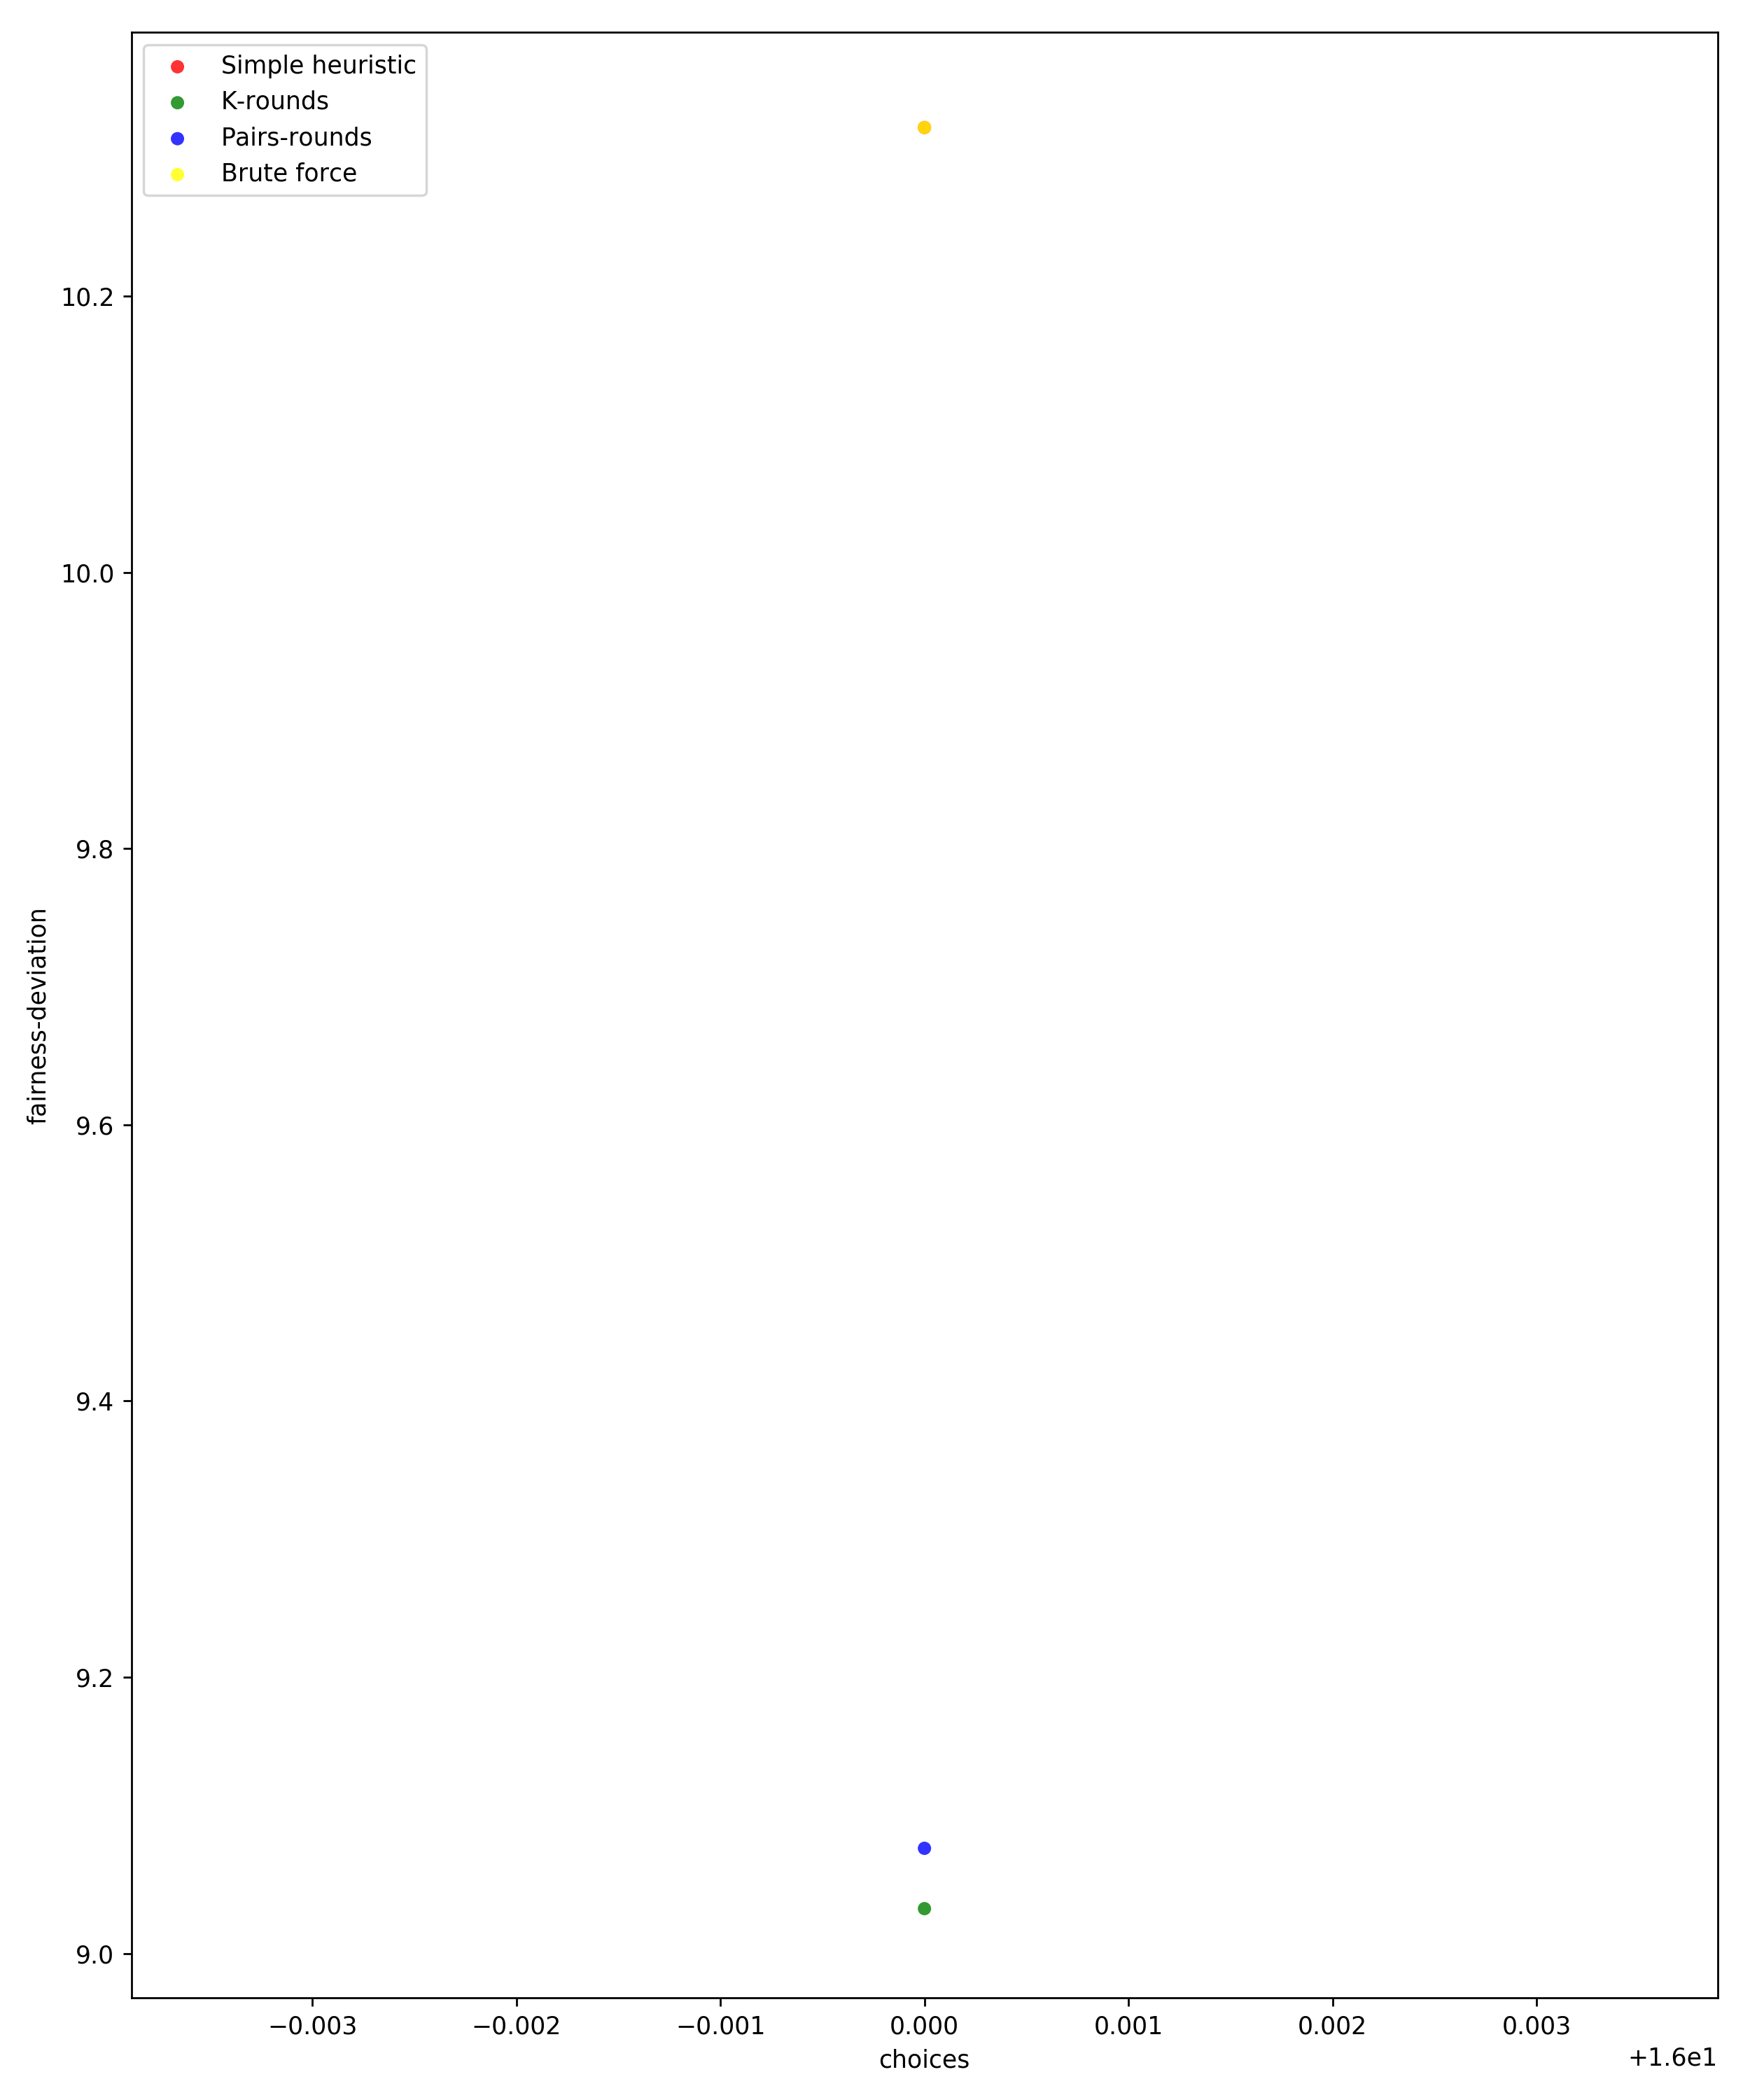 Simple heuristic
K-rounds
Pairs-rounds
Brute force
10.2
10.0
9.8
9.6
9.4
9.2
9.0
fairness-deviation
−0.003
−0.002
−0.001
0.000
0.001
0.002
0.003
choices
+1.6e1